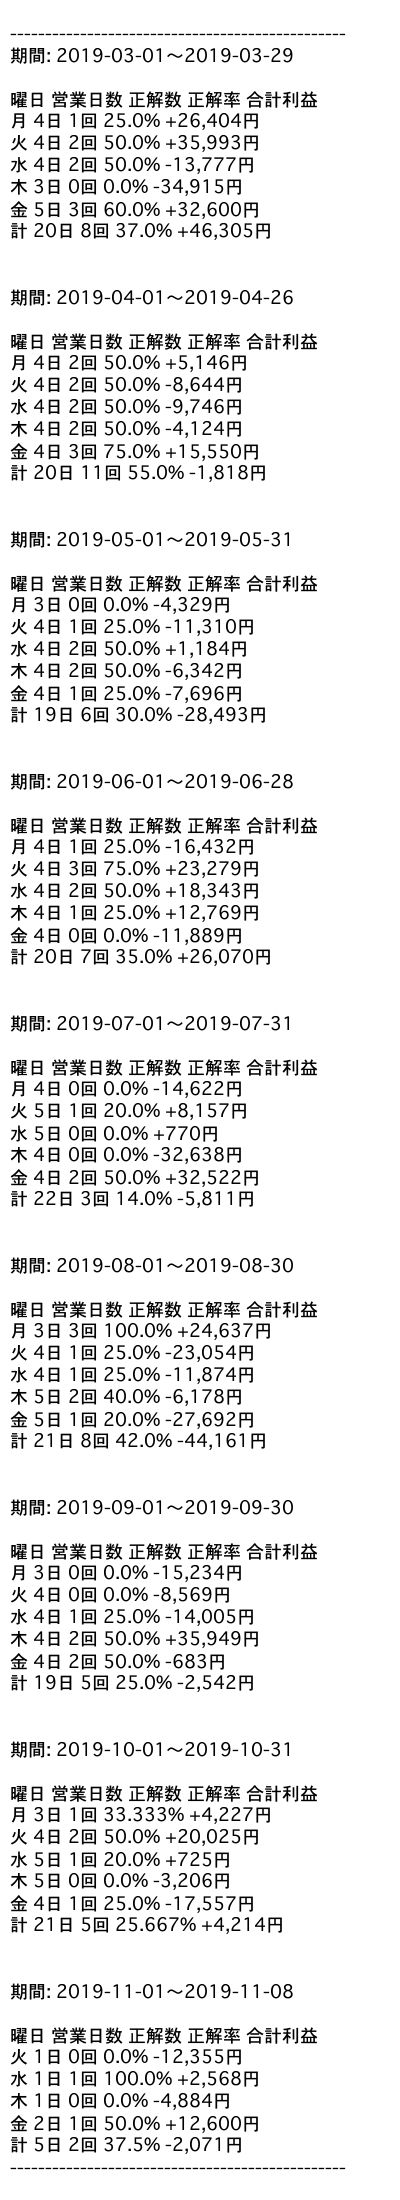 ------------------------------------------------
期間: 2019-03-01〜2019-03-29
曜日 営業日数 正解数 正解率 合計利益
月 4日 1回 25.0% +26,404円
火 4日 2回 50.0% +35,993円
水 4日 2回 50.0% -13,777円
木 3日 0回 0.0% -34,915円
金 5日 3回 60.0% +32,600円
計 20日 8回 37.0% +46,305円
期間: 2019-04-01〜2019-04-26
曜日 営業日数 正解数 正解率 合計利益
月 4日 2回 50.0% +5,146円
火 4日 2回 50.0% -8,644円
水 4日 2回 50.0% -9,746円
木 4日 2回 50.0% -4,124円
金 4日 3回 75.0% +15,550円
計 20日 11回 55.0% -1,818円
期間: 2019-05-01〜2019-05-31
曜日 営業日数 正解数 正解率 合計利益
月 3日 0回 0.0% -4,329円
火 4日 1回 25.0% -11,310円
水 4日 2回 50.0% +1,184円
木 4日 2回 50.0% -6,342円
金 4日 1回 25.0% -7,696円
計 19日 6回 30.0% -28,493円
期間: 2019-06-01〜2019-06-28
曜日 営業日数 正解数 正解率 合計利益
月 4日 1回 25.0% -16,432円
火 4日 3回 75.0% +23,279円
水 4日 2回 50.0% +18,343円
木 4日 1回 25.0% +12,769円
金 4日 0回 0.0% -11,889円
計 20日 7回 35.0% +26,070円
期間: 2019-07-01〜2019-07-31
曜日 営業日数 正解数 正解率 合計利益
月 4日 0回 0.0% -14,622円
火 5日 1回 20.0% +8,157円
水 5日 0回 0.0% +770円
木 4日 0回 0.0% -32,638円
金 4日 2回 50.0% +32,522円
計 22日 3回 14.0% -5,811円
期間: 2019-08-01〜2019-08-30
曜日 営業日数 正解数 正解率 合計利益
月 3日 3回 100.0% +24,637円
火 4日 1回 25.0% -23,054円
水 4日 1回 25.0% -11,874円
木 5日 2回 40.0% -6,178円
金 5日 1回 20.0% -27,692円
計 21日 8回 42.0% -44,161円
期間: 2019-09-01〜2019-09-30
曜日 営業日数 正解数 正解率 合計利益
月 3日 0回 0.0% -15,234円
火 4日 0回 0.0% -8,569円
水 4日 1回 25.0% -14,005円
木 4日 2回 50.0% +35,949円
金 4日 2回 50.0% -683円
計 19日 5回 25.0% -2,542円
期間: 2019-10-01〜2019-10-31
曜日 営業日数 正解数 正解率 合計利益
月 3日 1回 33.333% +4,227円
火 4日 2回 50.0% +20,025円
水 5日 1回 20.0% +725円
木 5日 0回 0.0% -3,206円
金 4日 1回 25.0% -17,557円
計 21日 5回 25.667% +4,214円
期間: 2019-11-01〜2019-11-08
曜日 営業日数 正解数 正解率 合計利益
火 1日 0回 0.0% -12,355円
水 1日 1回 100.0% +2,568円
木 1日 0回 0.0% -4,884円
金 2日 1回 50.0% +12,600円
計 5日 2回 37.5% -2,071円
------------------------------------------------